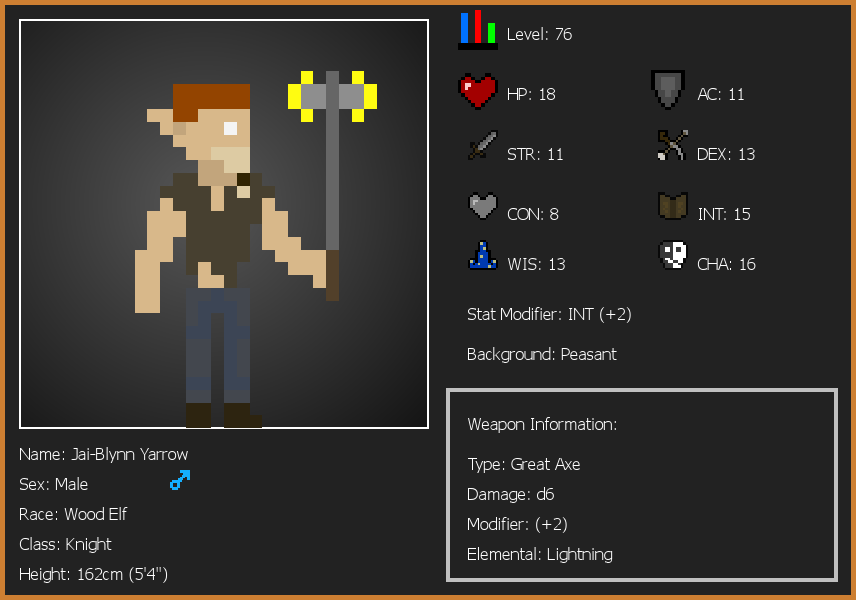 Level: 76
HP: 18
AC: 11
STR: 11
DEX: 13
CON: 8
INT: 15
WIS: 13
CHA: 16
Stat Modifier: INT (+2)
Background: Peasant
Weapon Information:
Type: Great Axe
Damage: d6
Modifier: (+2)
Elemental: Lightning
Name: Jai-Blynn Yarrow
Sex: Male
Race: Wood Elf
Class: Knight
Height: 162cm (5'4")